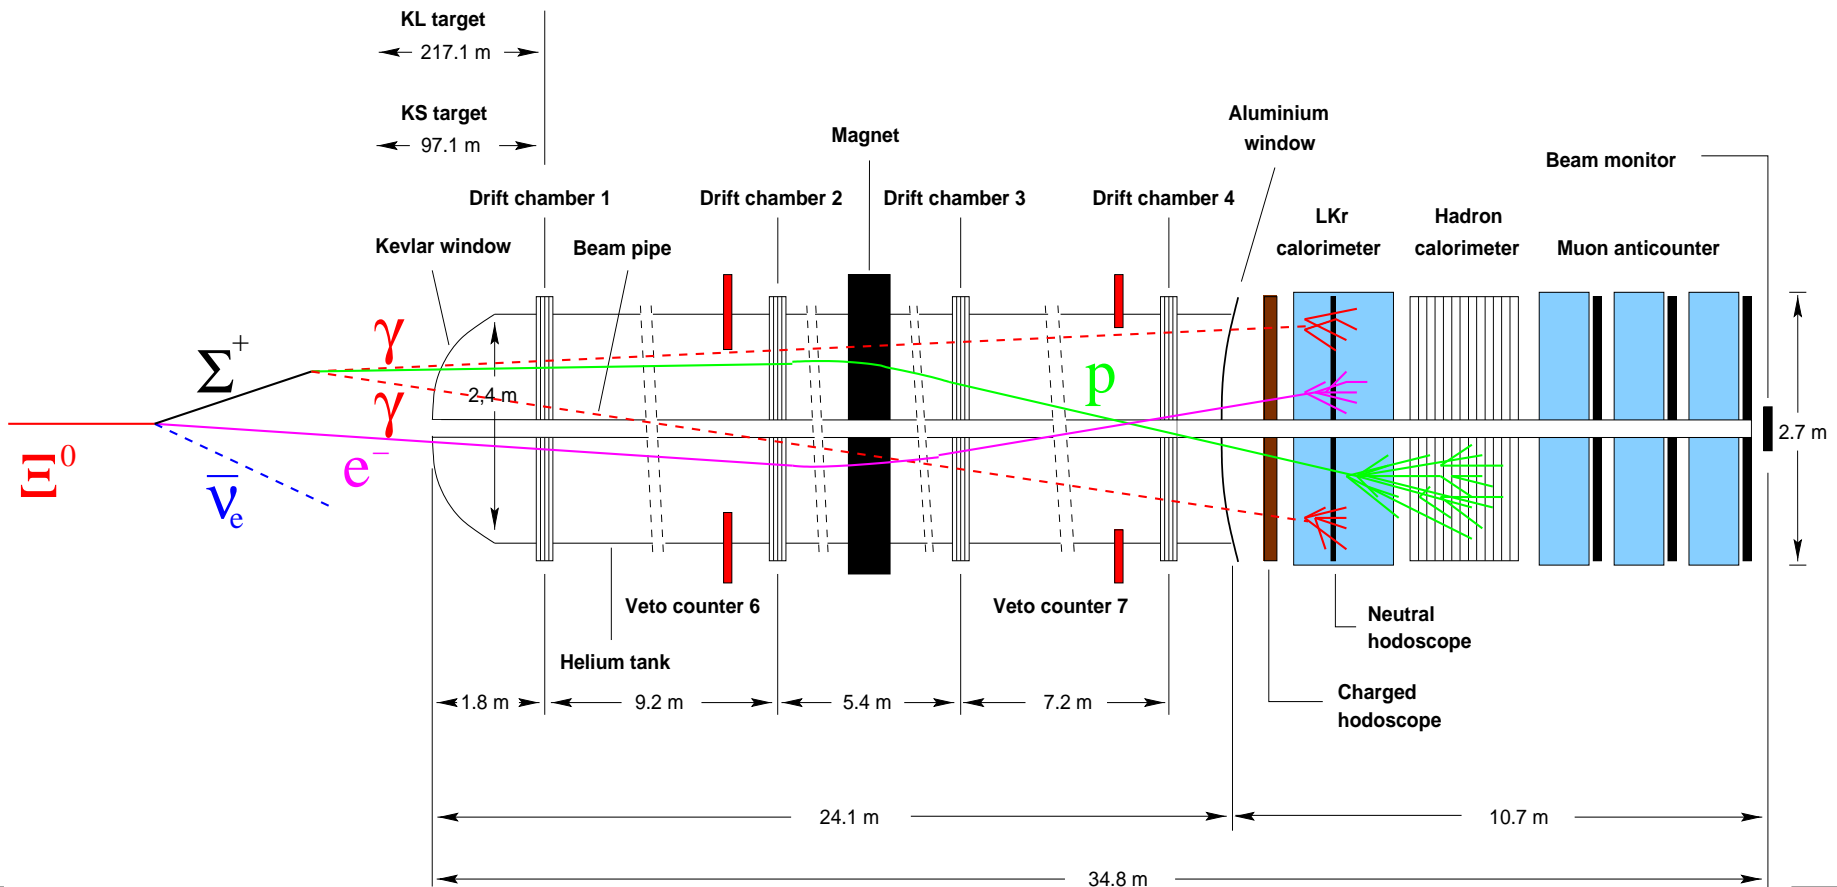 KL target
217.1 m
KS target
97.1 m
Magnet
Aluminium
window
Beam monitor
Drift chamber 1
Drift chamber 2
Drift chamber 3
Drift chamber 4
LKr
calorimeter
Hadron
calorimeter
Muon anticounter
Kevlar window
Beam pipe
γ
Σ+
γ
2,4 m
p
2.7 m
Ξ0
e−
ν̅e
Veto counter 6
Veto counter 7
Neutral
hodoscope
Helium tank
Charged
hodoscope
1.8 m
9.2 m
5.4 m
7.2 m
24.1 m
10.7 m
34.8 m